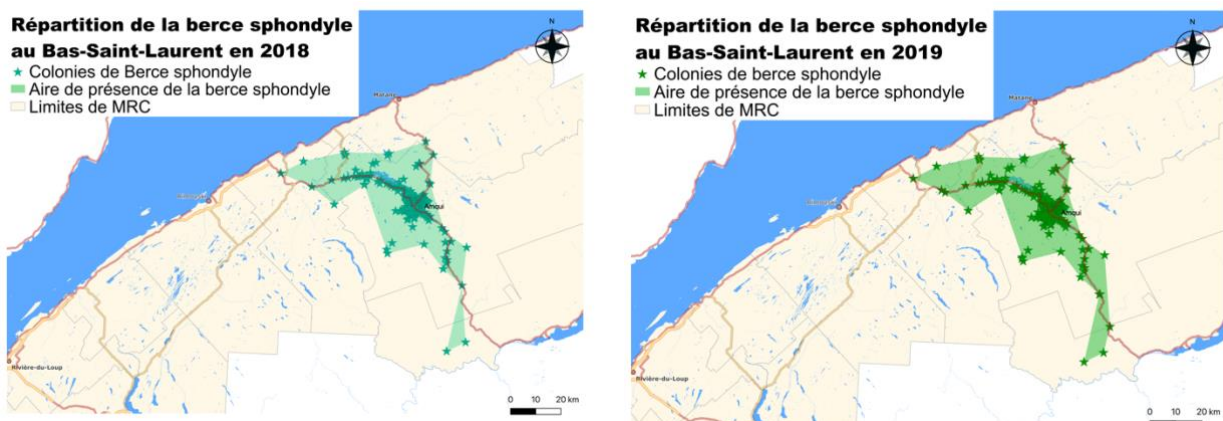 Répartition de la berce sphondyle
au Bas-Saint-Laurent en 2018
Colonies de Berce sphondyle
Aire de présence de la berce sphondyle
Limites de MRC
N
Matane
Rimouski
Amqui
Rivière-du-Loup
0 10 20 km
Répartition de la berce sphondyle
au Bas-Saint-Laurent en 2019
Colonies de berce sphondyle
Aire de présence de la berce sphondyle
Limites de MRC
N
Matane
Rimouski
Amqui
Rivière-du-Loup
0 10 20 km